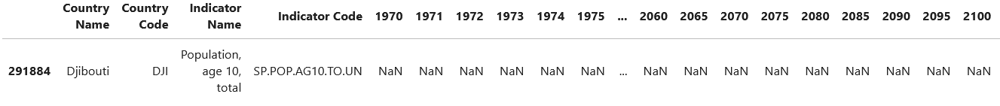 Country Name Country Code Indicator Name Indicator Code 1970 1971 1972 1973 1974 1975 ... 2060 2065 2070 2075 2080 2085 2090 2095 2100
291884 Djibouti DJI Population, age 10, total SP.POP.AG10.TO.UN NaN NaN NaN NaN NaN NaN ... NaN NaN NaN NaN NaN NaN NaN NaN NaN